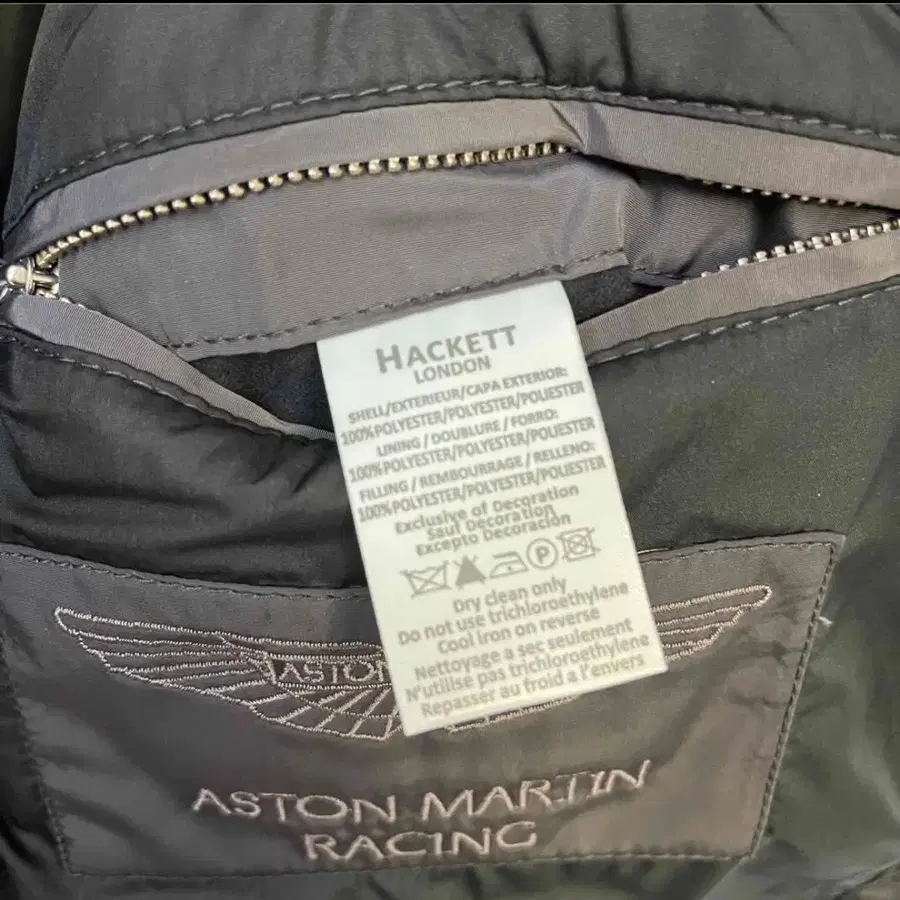 HACKETT
LONDON
SHELL/EXTERIEUR/CAPA EXTERIOR:
100%POLYESTER/POLYESTER/POLIESTER
LINING / DOUBLURE / FORRO:
100%POLYESTER/POLYESTER/POLIESTER
FILLING / REMBOURRAGE / RELLENO:
100%POLYESTER/POLYESTER/POLIESTER
Exclusive of Decoration
Sauf Decoration
Excepto Decoración
P
Dry clean only
Do not use trichloroethylene
Cool iron on reverse
Nettoyage a sec seulement
N'utilise pas trichloroethylene
Repasser au froid a l'envers
ASTON
ASTON MARTIN
RACING